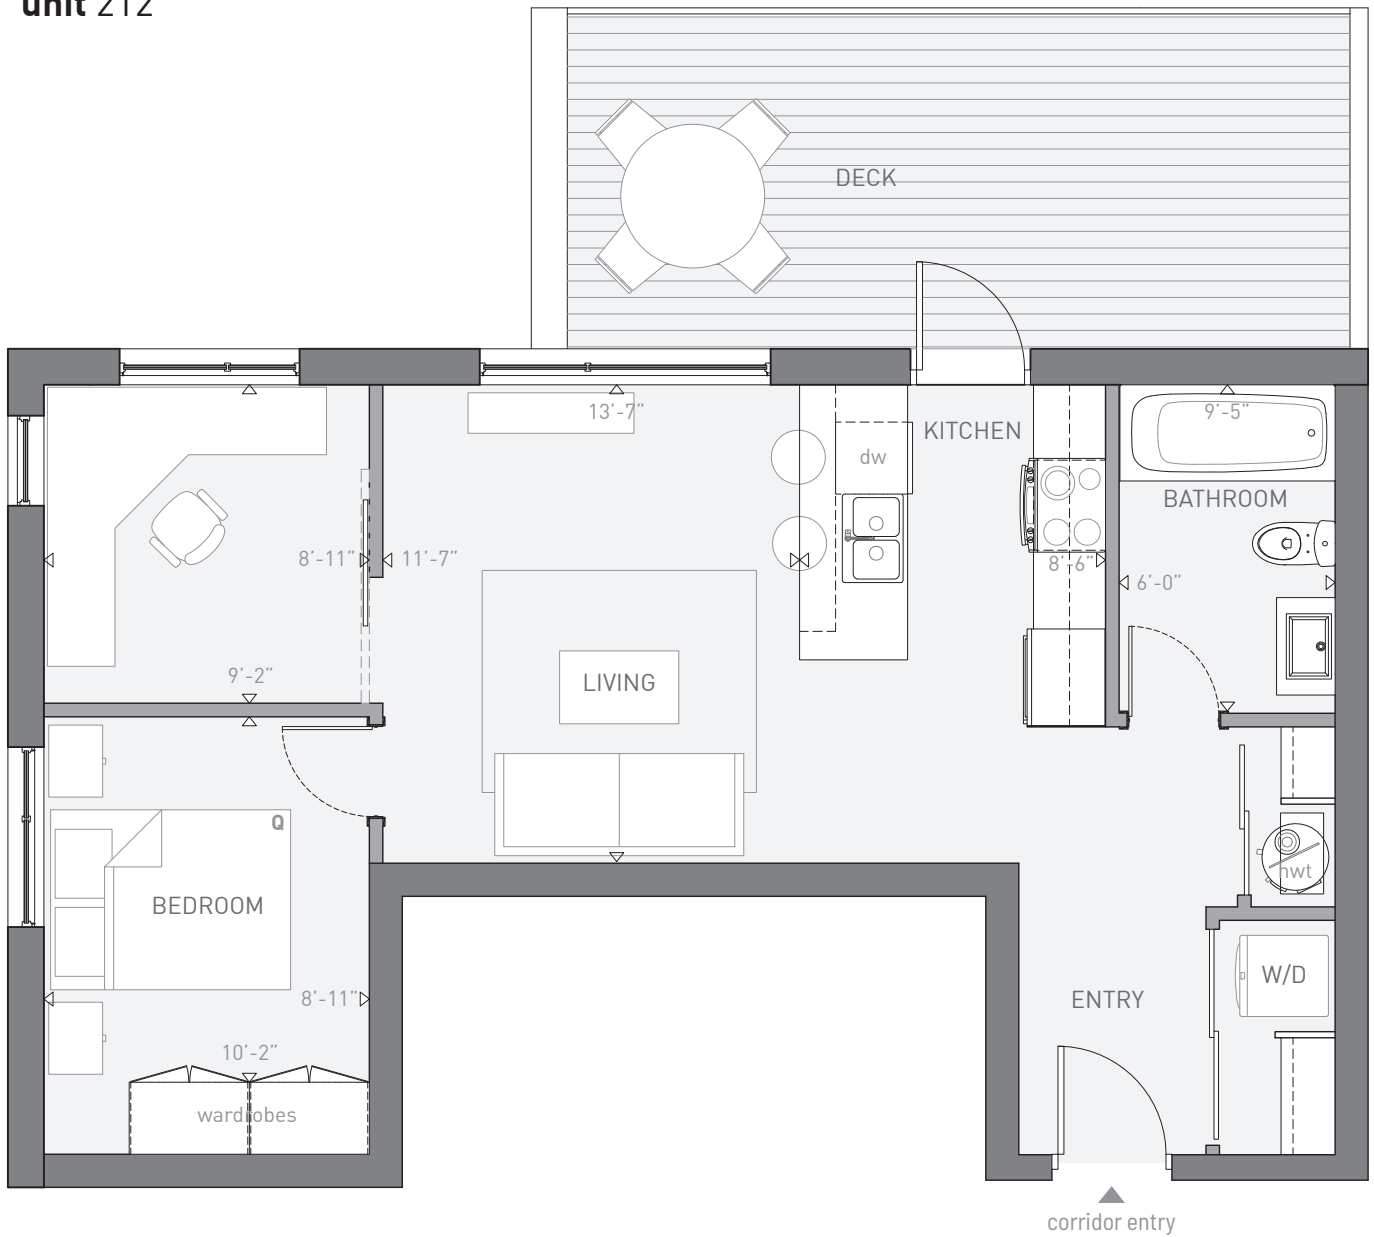 unit 212
DECK
13'-7"
KITCHEN
9'-5"
dw
BATHROOM
8'-11"
11'-7"
8'-6"
6'-0"
9'-2"
LIVING
Q
hwt
BEDROOM
W/D
8'-11"
ENTRY
10'-2"
wardrobes
corridor entry